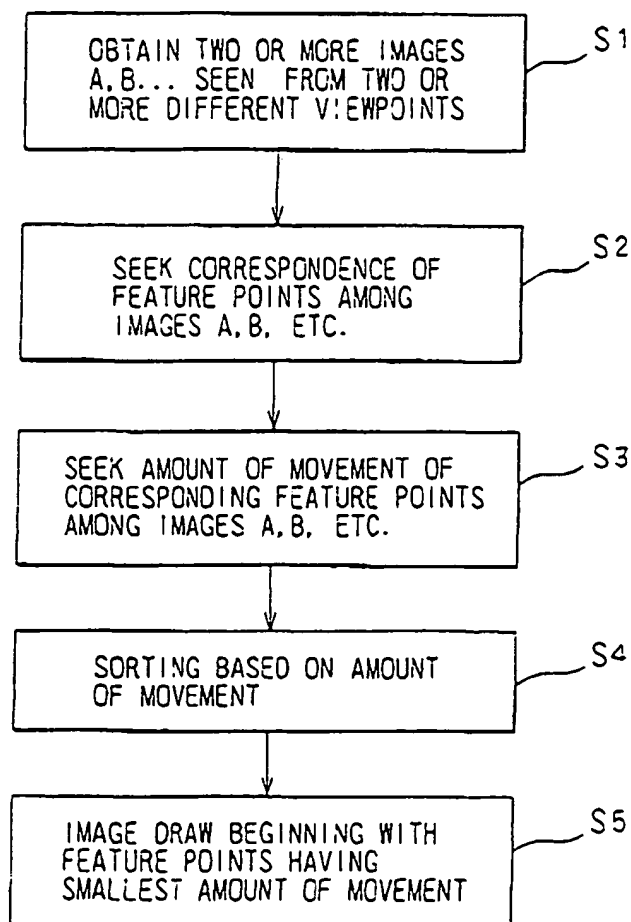 OBTAIN TWO OR MORE IMAGES
A,B... SEEN FROM TWO OR
MORE DIFFERENT VIEWPOINTS
S1
SEEK CORRESPONDENCE OF
FEATURE POINTS AMONG
IMAGES A,B, ETC.
S2
SEEK AMOUNT OF MOVEMENT OF
CORRESPONDING FEATURE POINTS
AMONG IMAGES A,B, ETC.
S3
SORTING BASED ON AMOUNT
OF MOVEMENT
S4
IMAGE DRAW BEGINNING WITH
FEATURE POINTS HAVING
SMALLEST AMOUNT OF MOVEMENT
S5